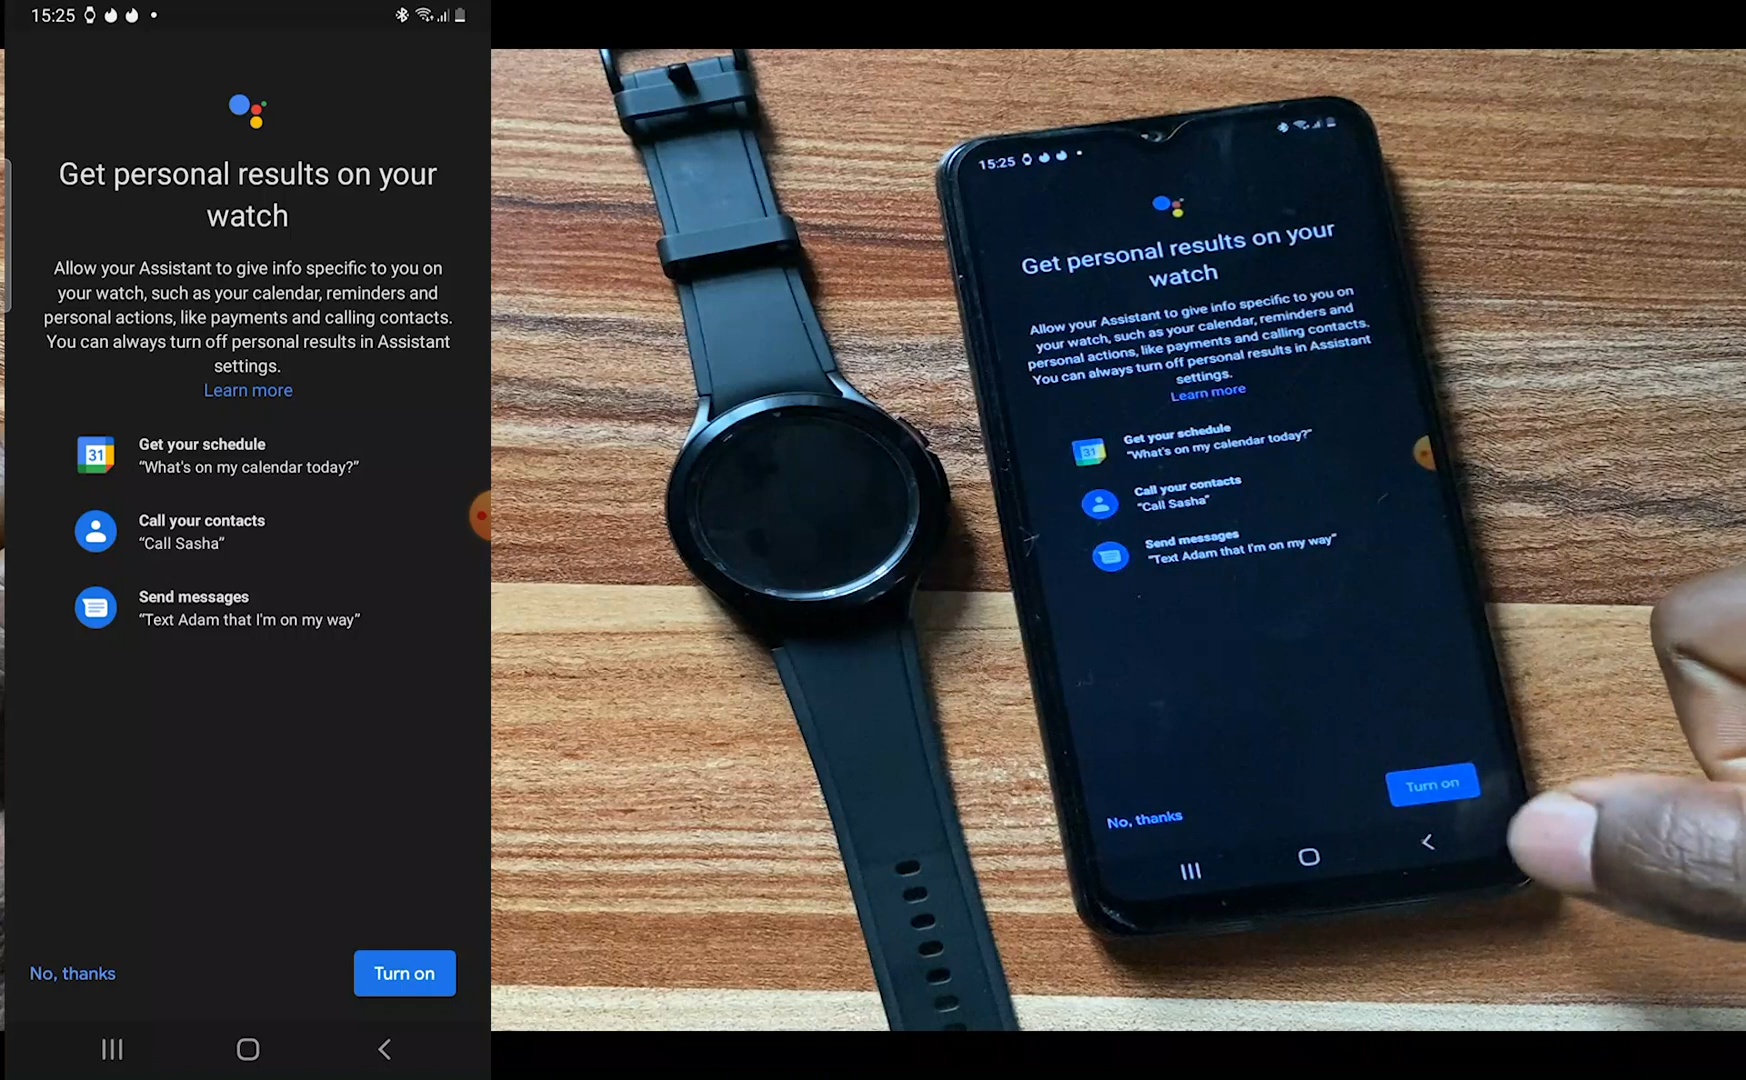 15:25
Get personal results on your
watch
Allow your Assistant to give info specific to you on
your watch, such as your calendar, reminders and
personal actions, like payments and calling contacts.
You can always turn off personal results in Assistant
settings.
Learn more
31
Get your schedule
“What's on my calendar today?”
Call your contacts
“Call Sasha”
Send messages
“Text Adam that I'm on my way”
No, thanks
Turn on
15:25
Get personal results on your
watch
Allow your Assistant to give info specific to you on
your watch, such as your calendar, reminders and
personal actions, like payments and calling contacts.
You can always turn off personal results in Assistant
settings.
Learn more
31
Get your schedule
“What's on my calendar today?”
Call your contacts
“Call Sasha”
Send messages
“Text Adam that I'm on my way”
Turn on
No, thanks